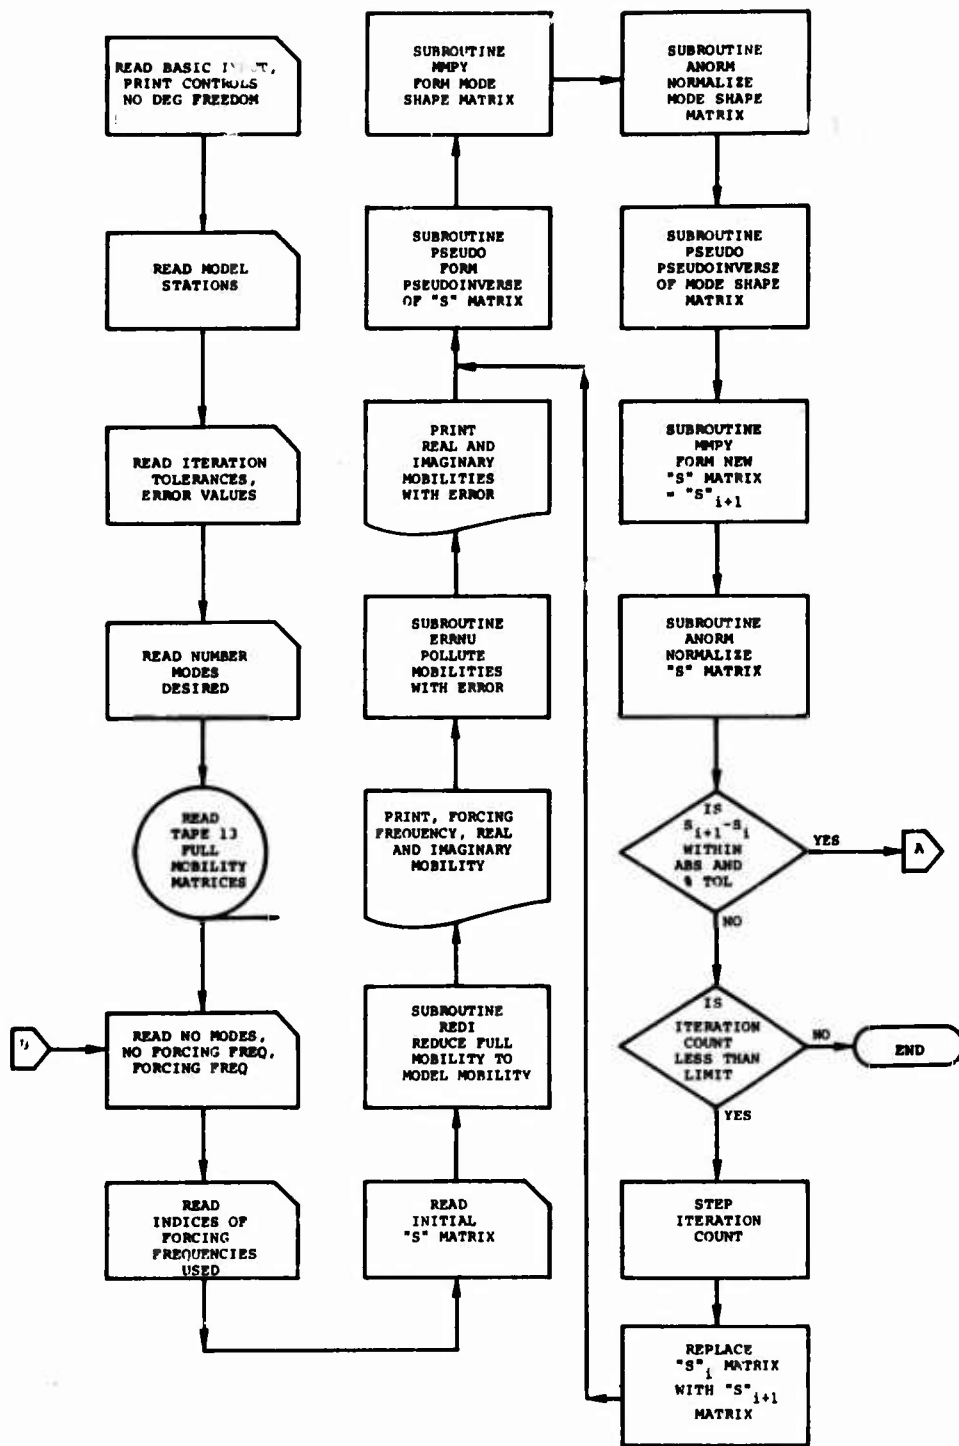 READ BASIC
PRINT CONTROLS
NO DEG FREEDOM
READ MODEL
STATIONS
READ ITERATION
TOLERANCES,
ERROR VALUES
READ NUMBER
MODES
DESIRED
READ
TAPE 13
FULL
MOBILITY
MATRICES
READ NO MODES,
NO FORCING FREQ,
FORCING FREQ
READ
INDICES OF
FORCING
FREQUENCIES
USED
SUBROUTINE
MMPY
FORM MODE
SHAPE MATRIX
SUBROUTINE
PSEUDO
FORM
PSEUDOINVERSE
OF "S" MATRIX
PRINT
REAL AND
IMAGINARY
MOBILITIES
WITH ERROR
SUBROUTINE
ERRNU
POLLUTE
MOBILITIES
WITH ERROR
PRINT, FORCING
FREQUENCY, REAL
AND IMAGINARY
MOBILITY
SUBROUTINE
REDI
REDUCE FULL
MOBILITY TO
MODEL MOBILITY
READ
INITIAL
"S" MATRIX
SUBROUTINE
ANORM
NORMALIZE
MODE SHAPE
MATRIX
SUBROUTINE
PSEUDO
PSEUDOINVERSE
OF MODE SHAPE
MATRIX
SUBROUTINE
MMPY
FORM NEW
"S" MATRIX
= "S"i+1
SUBROUTINE
ANORM
NORMALIZE
"S" MATRIX
IS
Si+1-Si
WITHIN
ABS AND
% TOL
YES
A
NO
IS
ITERATION
COUNT
LESS THAN
LIMIT
NO
END
YES
STEP
ITERATION
COUNT
REPLACE
"S"i MATRIX
WITH "S"i+1
MATRIX